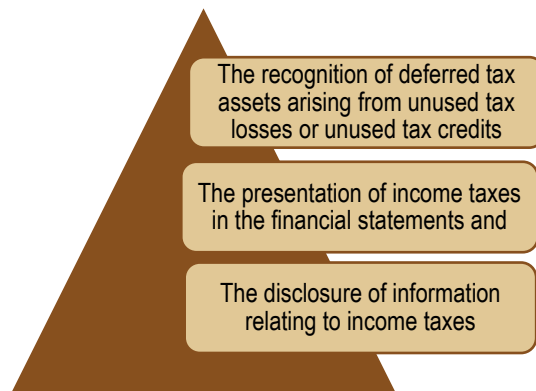 The recognition of deferred tax
assets arising from unused tax
losses or unused tax credits
The presentation of income taxes
in the financial statements and
The disclosure of information
relating to income taxes